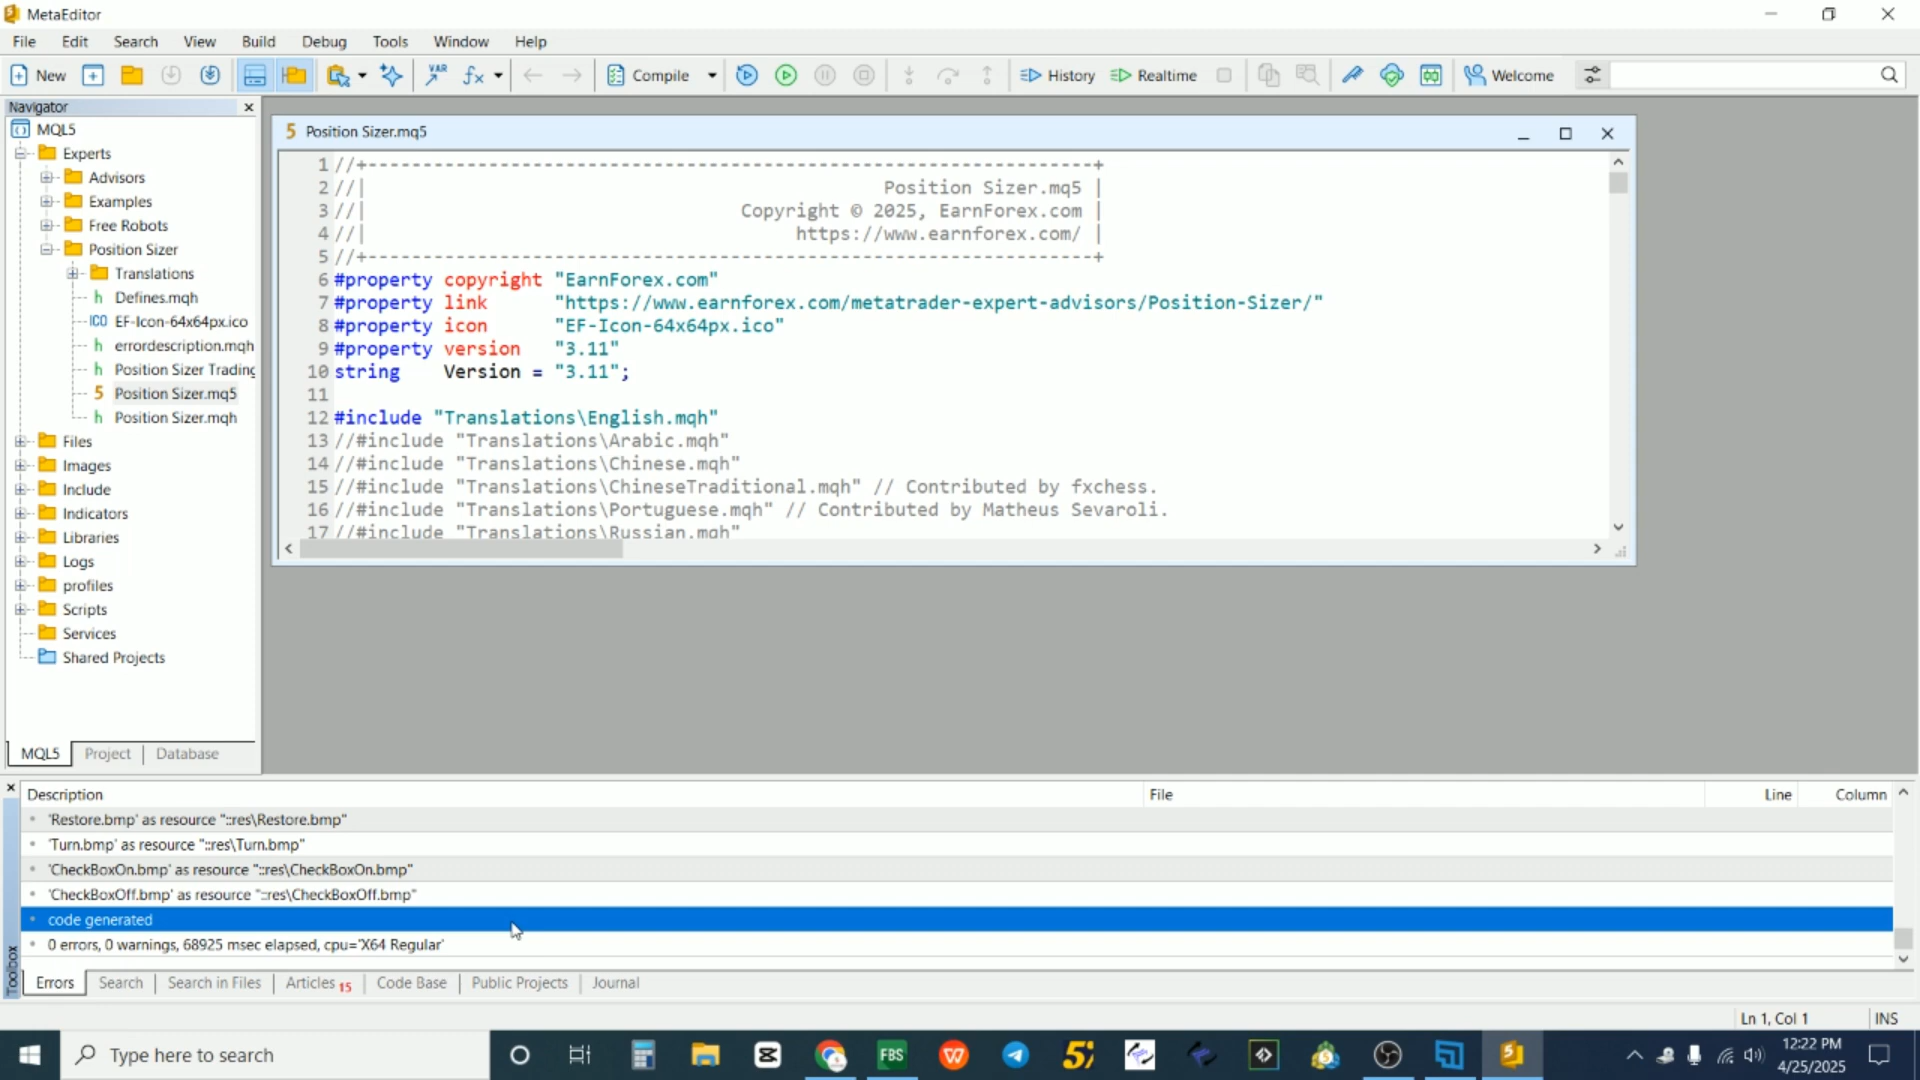 MetaEditor
File Edit Search View Build Debug Tools Window Help
New VAR fx Compile History Realtime Welcome
Navigator
MQL5
Experts
Advisors
Examples
Free Robots
Position Sizer
Translations
h Defines.mqh
ICO EF-Icon-64x64px.ico
h errordescription.mqh
h Position Sizer Trading
5 Position Sizer.mq5
h Position Sizer.mqh
Files
Images
Include
Indicators
Libraries
Logs
profiles
Scripts
Services
Shared Projects
MQL5 Project Database
5 Position Sizer.mq5
1 //+------------------------------------------------------------------+
2 //| Position Sizer.mq5 |
3 //| Copyright © 2025, EarnForex.com |
4 //| https://www.earnforex.com/ |
5 //+------------------------------------------------------------------+
6 #property copyright "EarnForex.com"
7 #property link "https://www.earnforex.com/metatrader-expert-advisors/Position-Sizer/"
8 #property icon "EF-Icon-64x64px.ico"
9 #property version "3.11"
10 string Version = "3.11";
11
12 #include "Translations\English.mqh"
13 //#include "Translations\Arabic.mqh"
14 //#include "Translations\Chinese.mqh"
15 //#include "Translations\ChineseTraditional.mqh" // Contributed by fxchess.
16 //#include "Translations\Portuguese.mqh" // Contributed by Matheus Sevaroli.
17 //#include "Translations\Russian.mqh"
Description File Line Column
'Restore.bmp' as resource "::res\Restore.bmp"
'Turn.bmp' as resource "::res\Turn.bmp"
'CheckBoxOn.bmp' as resource "::res\CheckBoxOn.bmp"
'CheckBoxOff.bmp' as resource "::res\CheckBoxOff.bmp"
code generated
0 errors, 0 warnings, 68925 msec elapsed, cpu='X64 Regular'
Toolbox
Errors Search Search in Files Articles 15 Code Base Public Projects Journal
Ln 1, Col 1 INS
Type here to search
FBS
12:22 PM
4/25/2025